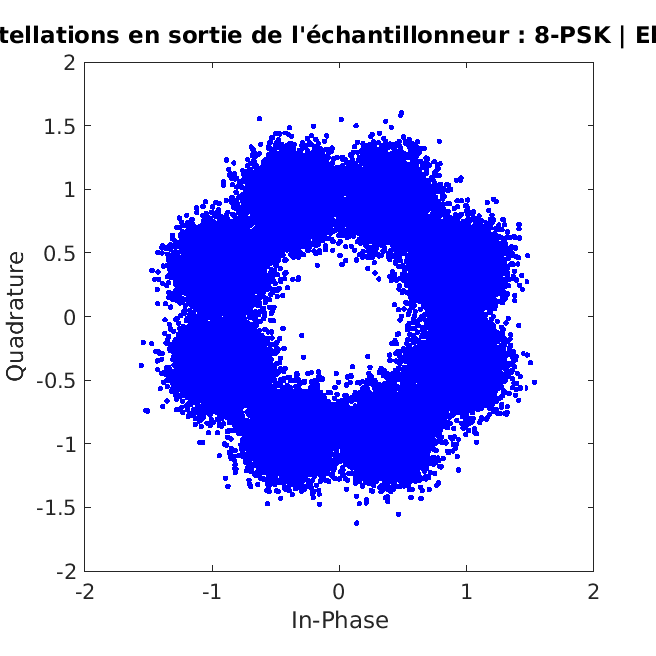 tellations en sortie de l'échantillonneur : 8-PSK | E
2
1.5
1
0.5
0
-0.5
-1
-1.5
-2
Quadrature
-2 -1 0 1 2
In-Phase